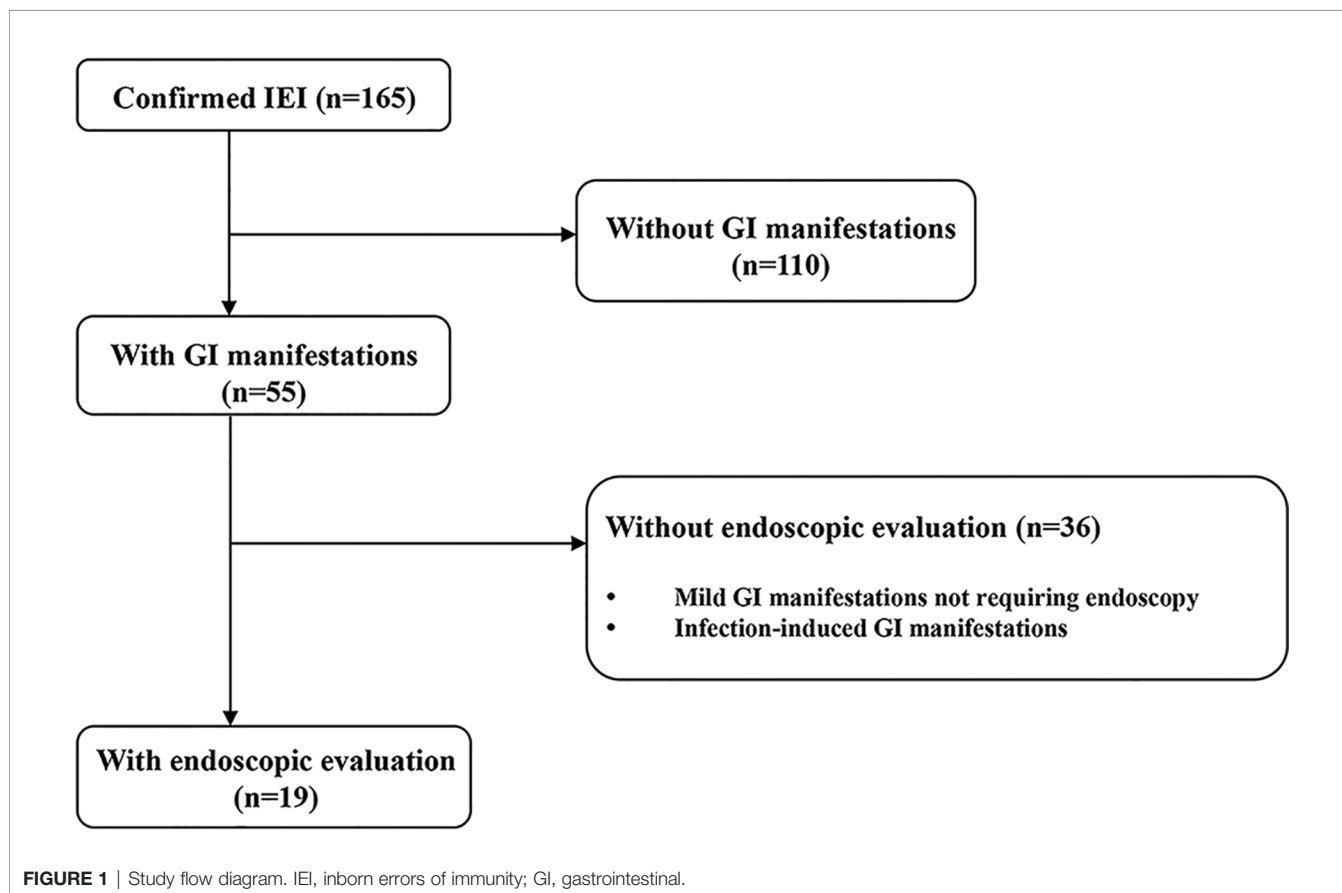 Confirmed IEI (n=165)
Without GI manifestations
(n=110)
With GI manifestations
(n=55)
Without endoscopic evaluation (n=36)
• Mild GI manifestations not requiring endoscopy
• Infection-induced GI manifestations
With endoscopic evaluation
(n=19)
FIGURE 1 | Study flow diagram. IEI, inborn errors of immunity; GI, gastrointestinal.